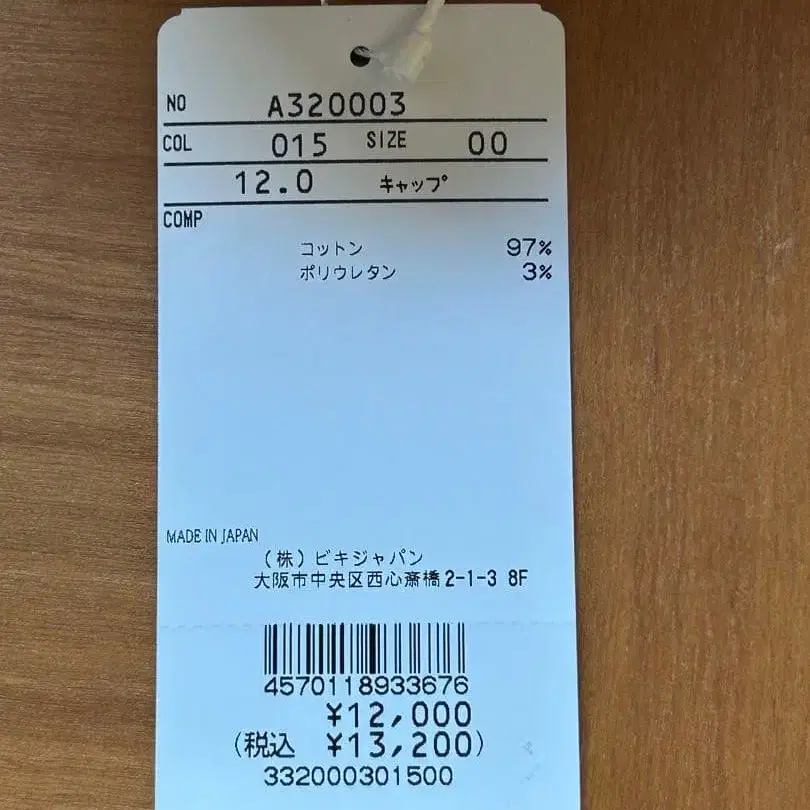 NO A320003
COL 015 SIZE 00
12.0 キャップ
COMP
コットン 97%
ポリウレタン 3%
MADE IN JAPAN
（株）ビキジャパン
大阪市中央区西心斎橋2-1-3 8F
4570118933676
¥12,000
(税込 ¥13,200)
332000301500